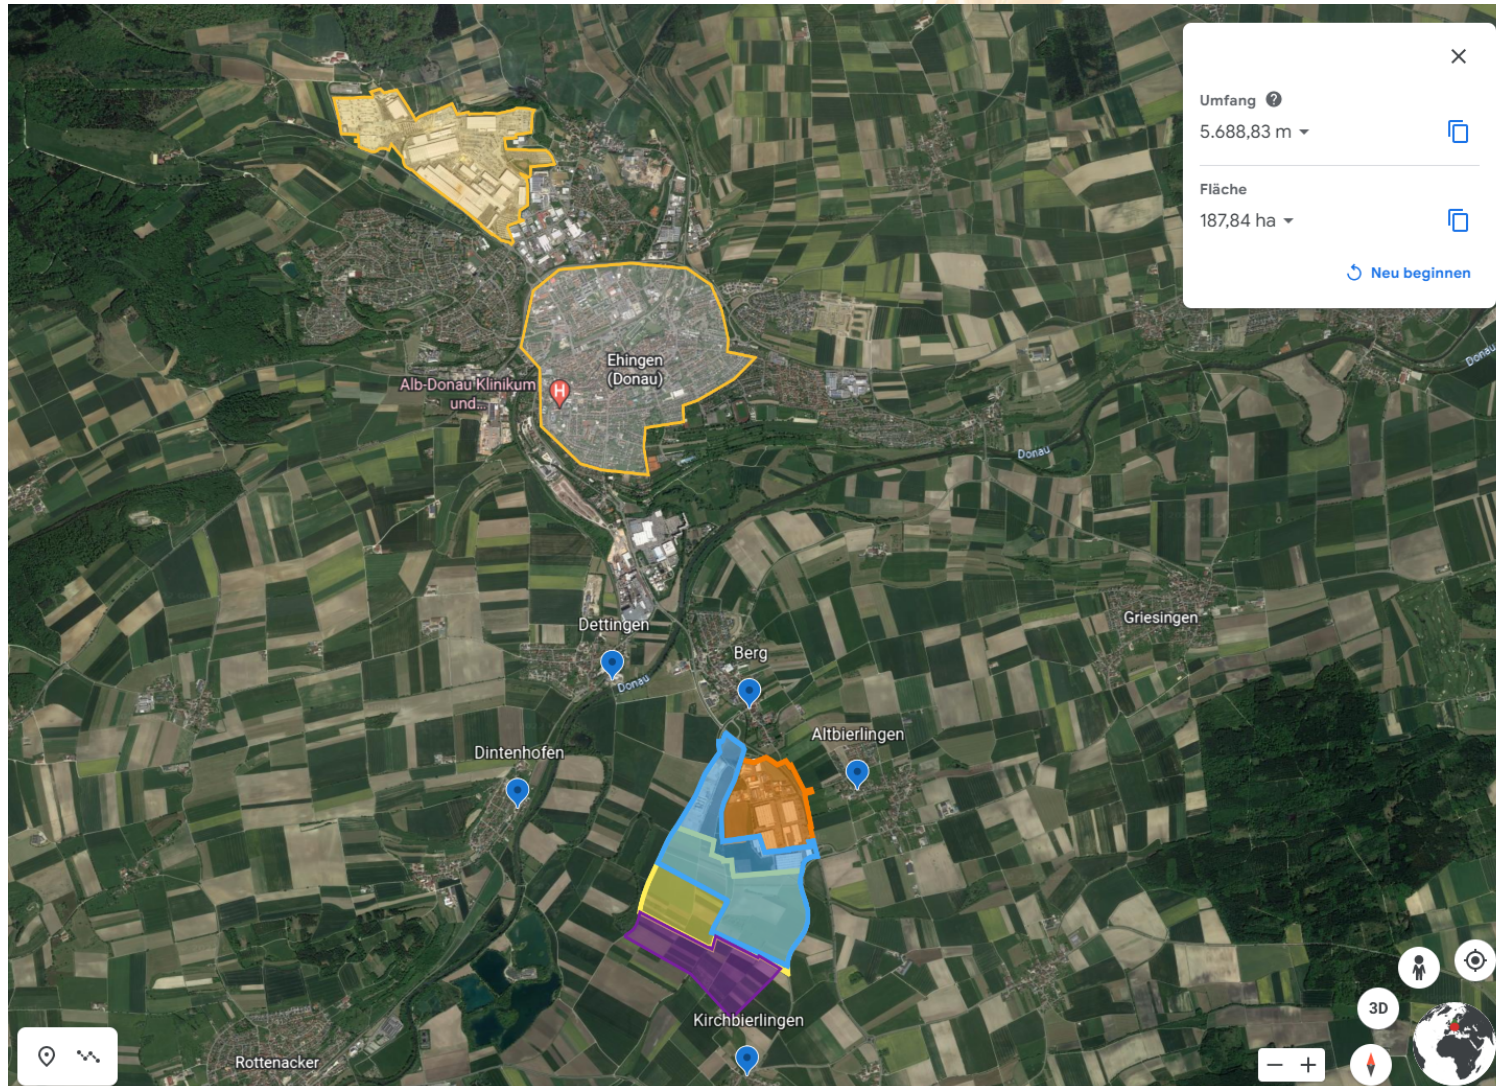 Umfang
5.688,83 m
Fläche
187,84 ha
Neu beginnen
Ehingen
(Donau)
H
Alb-Donau Klinikum
und...
Donau
Donau
Griesingen
Dettingen
Donau
Berg
Altbierlingen
Dintenhofen
Kirchbierlingen
Rottenacker
3D